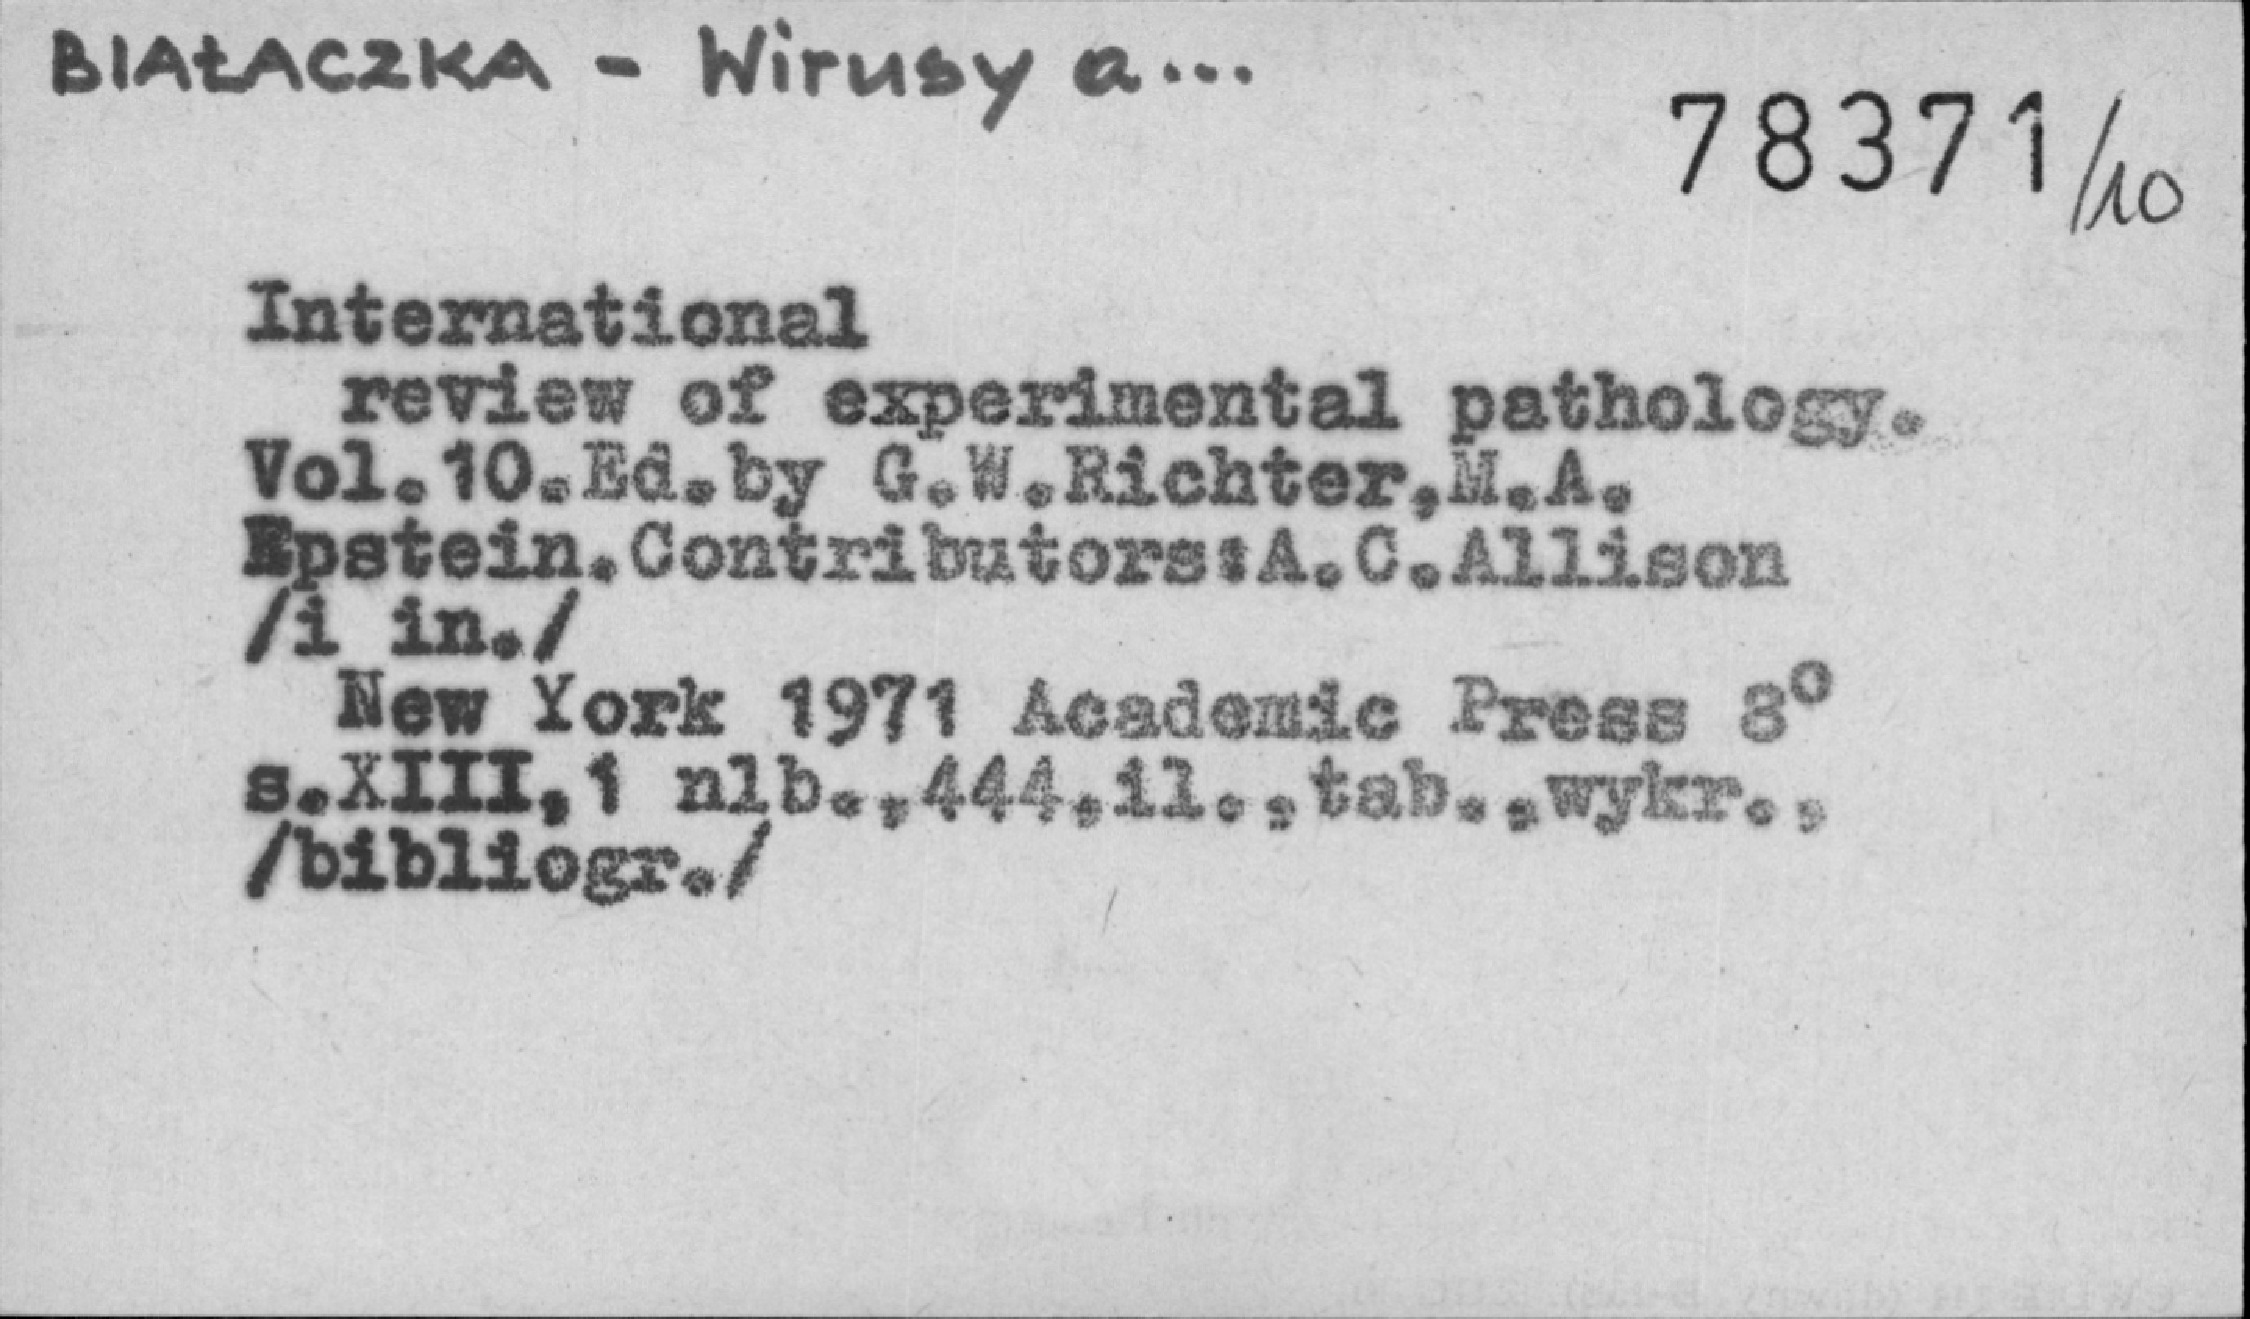 BIAŁACZKA - Wirusy a...
78371/10
International
review of experimental pathology.
Vol.10.Ed.by G.W.Richter,M.A.
Epstein.Contributors:A.C.Allison
/i in./
New York 1971 Academic Press 8°
s.XIII,1 nlb.,444,il.,tab.,wykr.,
/bibliogr./